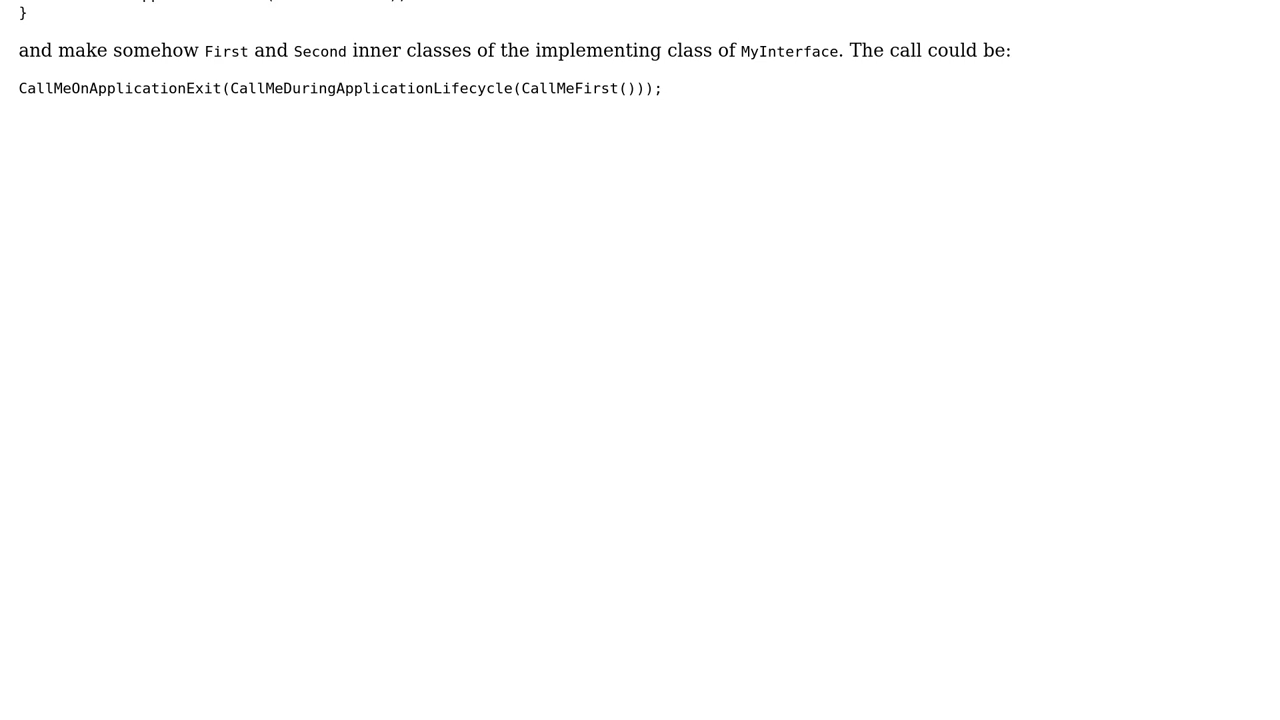 }
and make somehow First and Second inner classes of the implementing class of MyInterface. The call could be:
CallMeOnApplicationExit(CallMeDuringApplicationLifecycle(CallMeFirst()));